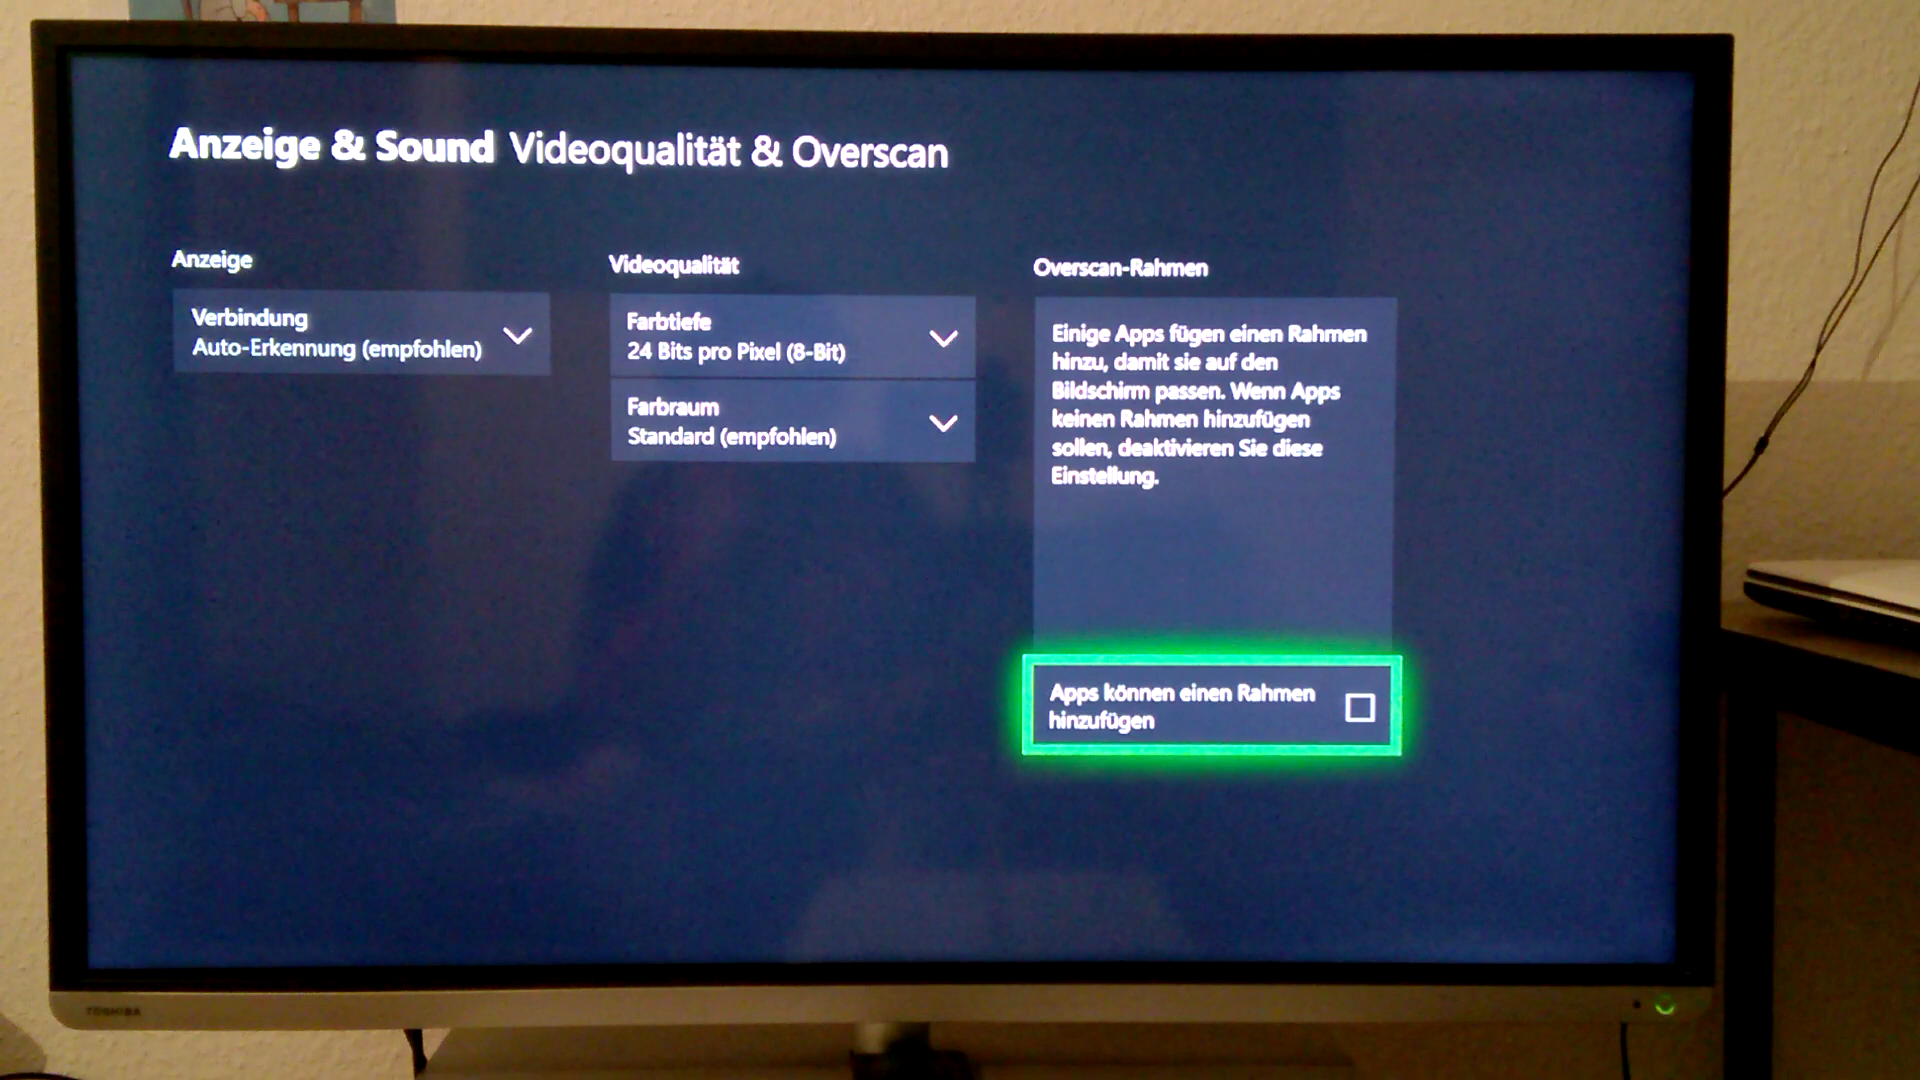 Anzeige & Sound Videoqualität & Overscan
Anzeige
Verbindung
Auto-Erkennung (empfohlen)
Videoqualität
Farbtiefe
24 Bits pro Pixel (8-Bit)
Farbraum
Standard (empfohlen)
Overscan-Rahmen
Einige Apps fügen einen Rahmen
hinzu, damit sie auf den
Bildschirm passen. Wenn Apps
keinen Rahmen hinzufügen
sollen, deaktivieren Sie diese
Einstellung.
Apps können einen Rahmen
hinzufügen
TOSHIBA